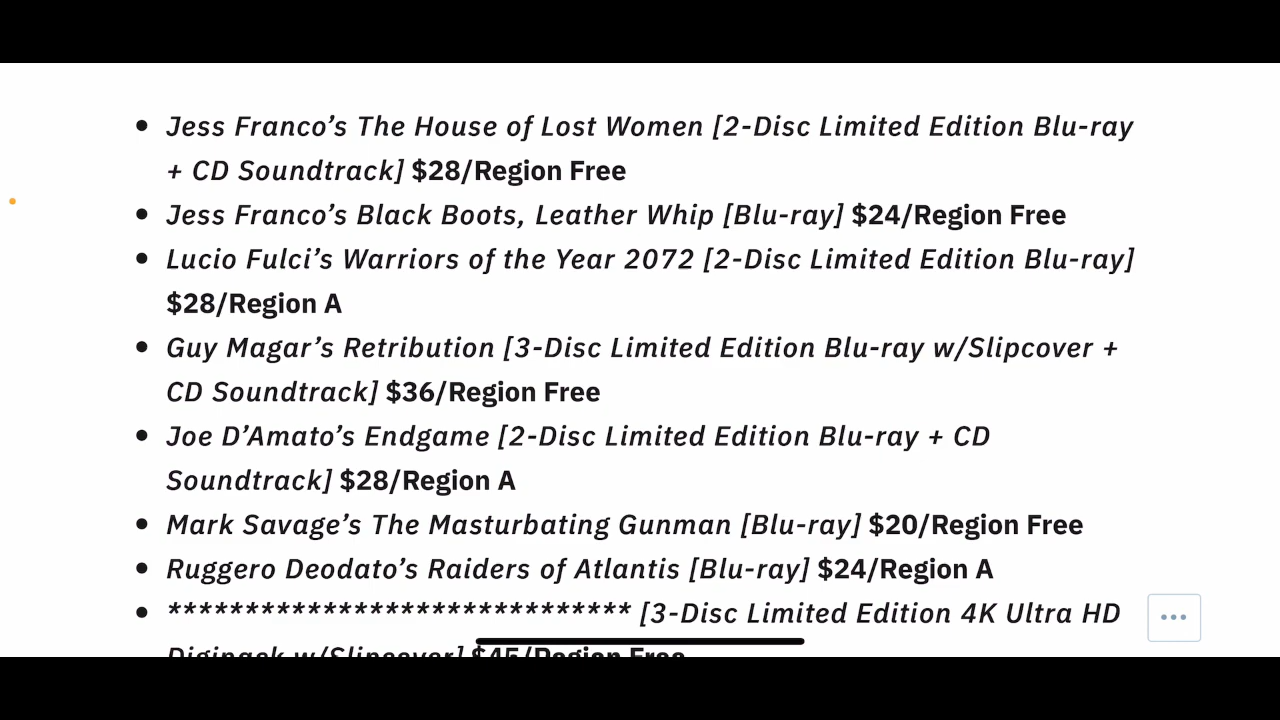 • Jess Franco’s The House of Lost Women [2-Disc Limited Edition Blu-ray
+ CD Soundtrack] $28/Region Free
• Jess Franco’s Black Boots, Leather Whip [Blu-ray] $24/Region Free
• Lucio Fulci’s Warriors of the Year 2072 [2-Disc Limited Edition Blu-ray]
$28/Region A
• Guy Magar’s Retribution [3-Disc Limited Edition Blu-ray w/Slipcover +
CD Soundtrack] $36/Region Free
• Joe D’Amato’s Endgame [2-Disc Limited Edition Blu-ray + CD
Soundtrack] $28/Region A
• Mark Savage’s The Masturbating Gunman [Blu-ray] $20/Region Free
• Ruggero Deodato’s Raiders of Atlantis [Blu-ray] $24/Region A
• ****************************** [3-Disc Limited Edition 4K Ultra HD
Digipack w/Slipcover] $45/Region Free